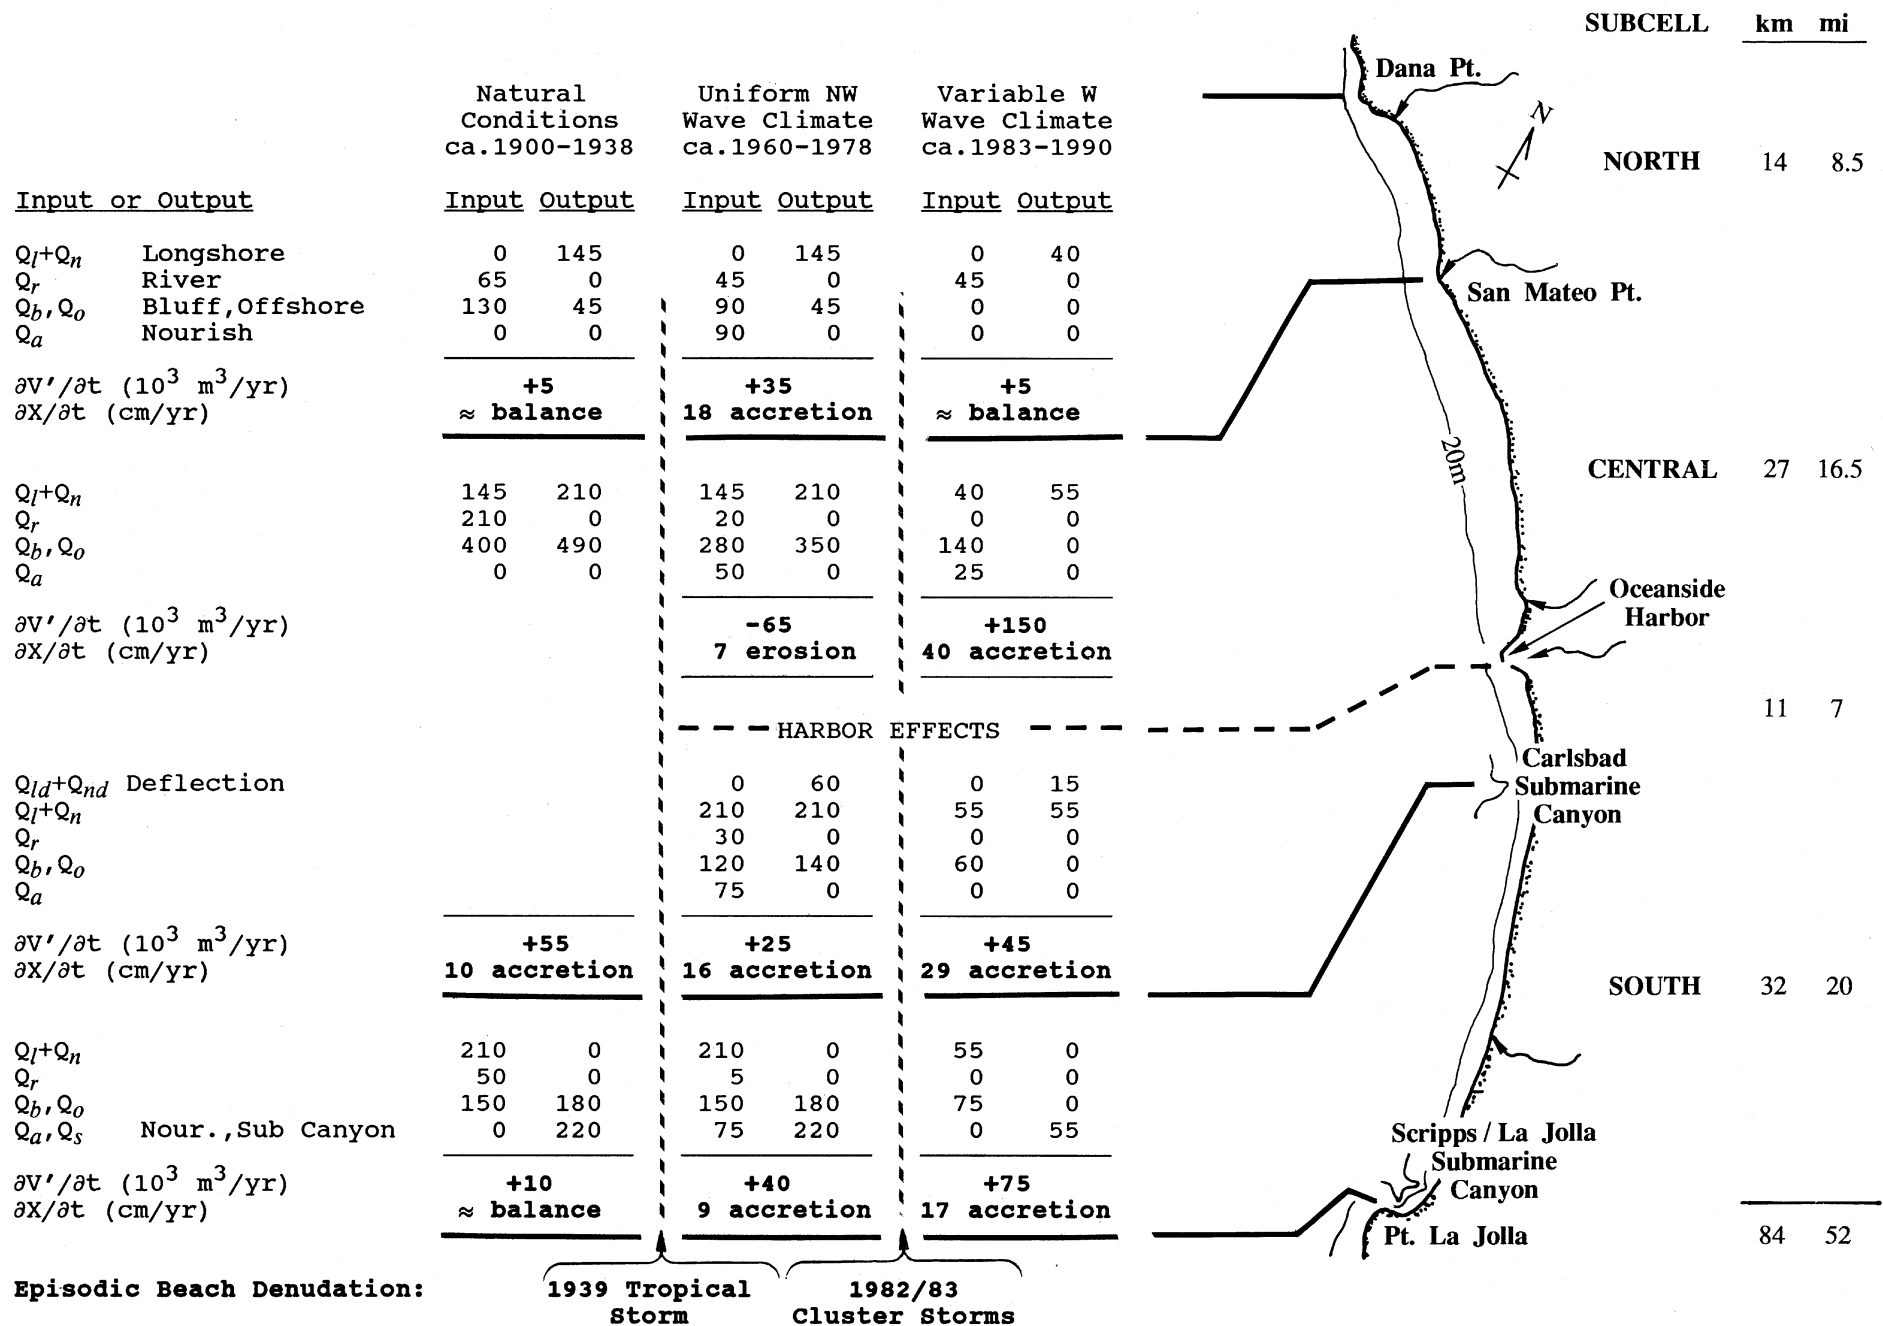 SUBCELL km mi
Dana Pt.
Natural Uniform NW Variable W
Conditions Wave Climate Wave Climate
ca.1900-1938 ca.1960-1978 ca.1983-1990
N
NORTH 14 8.5
Input or Output Input Output Input Output Input Output
Ql+Qn Longshore 0 145 0 145 0 40
Qr River 65 0 45 0 45 0
San Mateo Pt.
Qb,Qo Bluff,Offshore 130 45 90 45 0 0
Qa Nourish 0 0 90 0 0 0
∂V'/∂t (10³ m³/yr) +5 +35 +5
∂X/∂t (cm/yr) ≈ balance 18 accretion ≈ balance
20m
CENTRAL 27 16.5
Ql+Qn 145 210 145 210 40 55
Qr 210 0 20 0 0 0
Qb,Qo 400 490 280 350 140 0
Qa 0 0 50 0 25 0
Oceanside
Harbor
∂V'/∂t (10³ m³/yr) -65 +150
∂X/∂t (cm/yr) 7 erosion 40 accretion
11 7
HARBOR EFFECTS
Carlsbad
Submarine
Canyon
Qld+Qnd Deflection 0 60 0 15
Ql+Qn 210 210 55 55
Qr 30 0 0 0
Qb,Qo 120 140 60 0
Qa 75 0 0 0
∂V'/∂t (10³ m³/yr) +55 +25 +45
∂X/∂t (cm/yr) 10 accretion 16 accretion 29 accretion
SOUTH 32 20
Ql+Qn 210 0 210 0 55 0
Qr 50 0 5 0 0 0
Qb,Qo 150 180 150 180 75 0
Qa,Qs Nour.,Sub Canyon 0 220 75 220 0 55
Scripps / La Jolla
Submarine
Canyon
∂V'/∂t (10³ m³/yr) +10 +40 +75
∂X/∂t (cm/yr) ≈ balance 9 accretion 17 accretion
Pt. La Jolla 84 52
Episodic Beach Denudation: 1939 Tropical 1982/83
Storm Cluster Storms